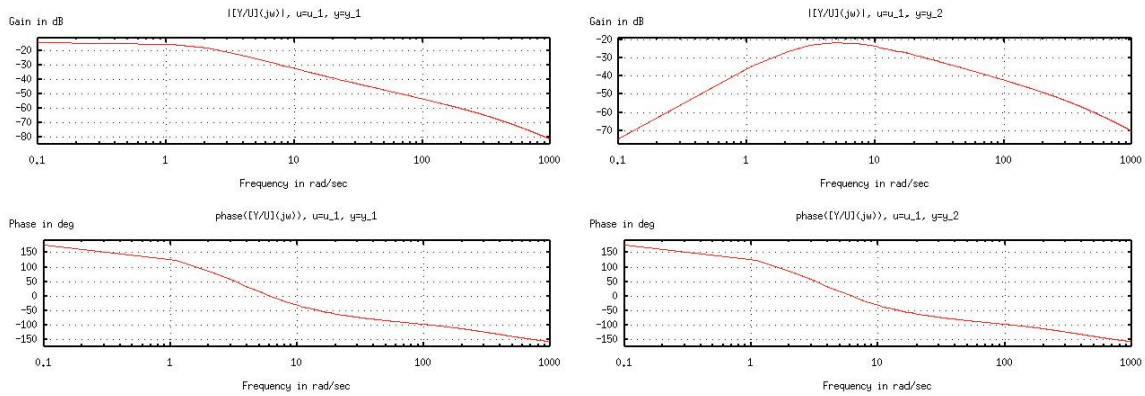 |[Y/U](jw)|, u=u_1, y=y_1
Gain in dB
-20
-30
-40
-50
-60
-70
-80
0.1 1 10 100 1000
Frequency in rad/sec
|[Y/U](jw)|, u=u_1, y=y_2
Gain in dB
-20
-30
-40
-50
-60
-70
0.1 1 10 100 1000
Frequency in rad/sec
phase([Y/U](jw)), u=u_1, y=y_1
Phase in deg
150
100
50
0
-50
-100
-150
0.1 1 10 100 1000
Frequency in rad/sec
phase([Y/U](jw)), u=u_1, y=y_2
Phase in deg
150
100
50
0
-50
-100
-150
0.1 1 10 100 1000
Frequency in rad/sec